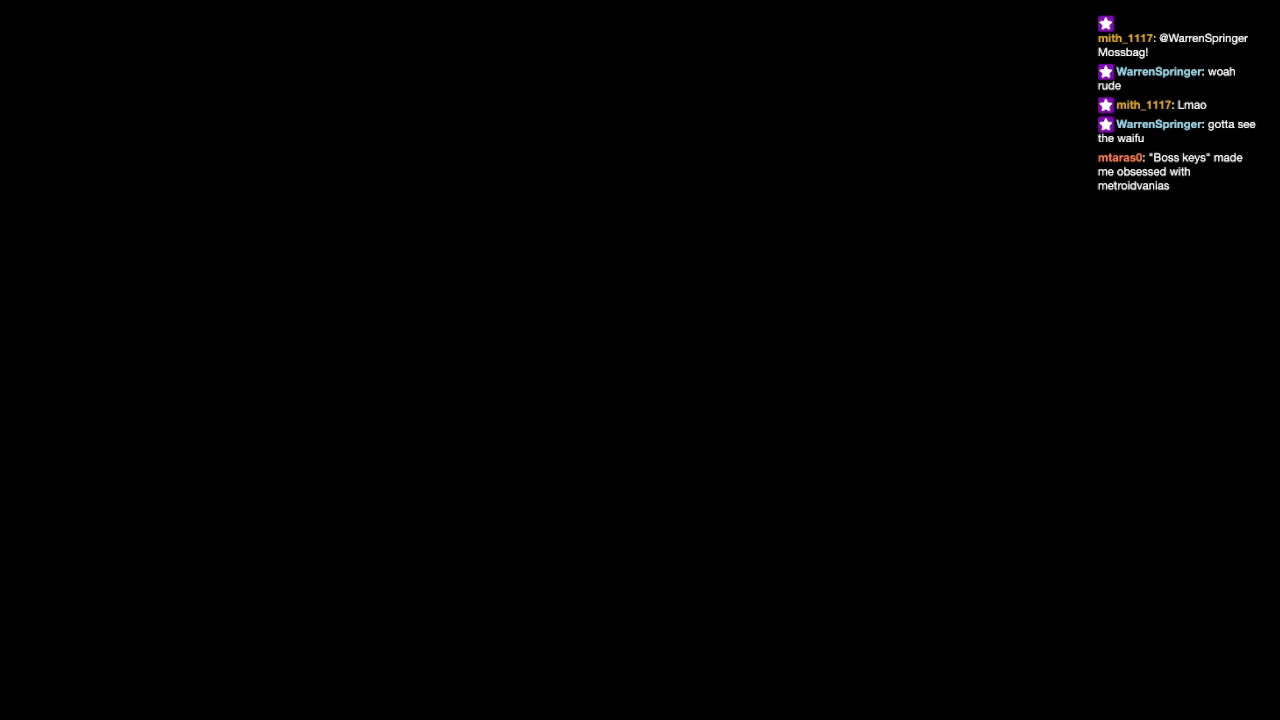 mith_1117: @WarrenSpringer
Mossbag!
WarrenSpringer: woah
rude
mith_1117: Lmao
WarrenSpringer: gotta see
the waifu
mtaras0: "Boss keys" made
me obsessed with
metroidvanias